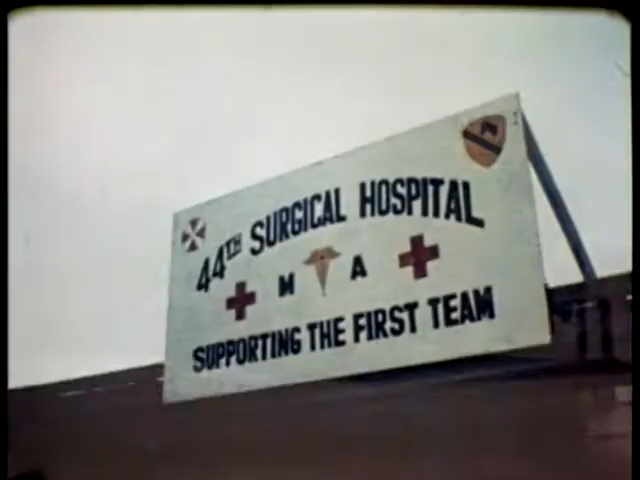 44TH SURGICAL HOSPITAL
M A
SUPPORTING THE FIRST TEAM